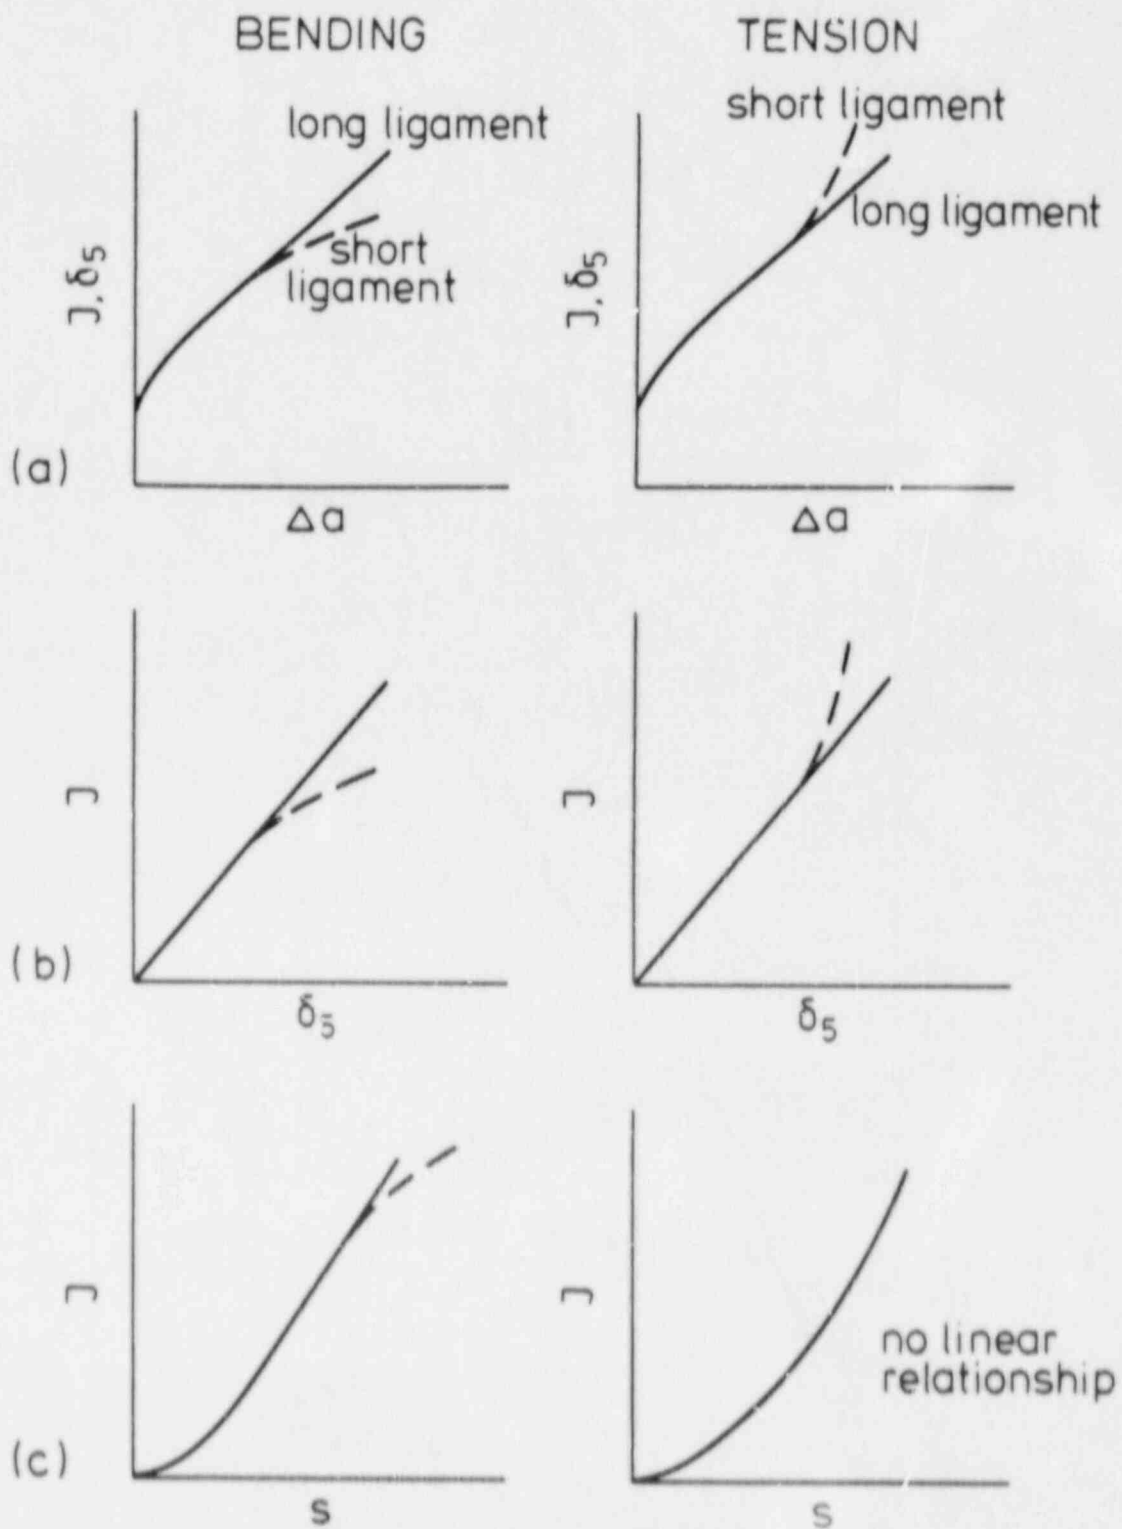 BENDING
TENSION
long ligament
short
ligament
J, δ5
Δa
short ligament
long ligament
J, δ5
Δa
(a)
J
δ5
J
δ5
(b)
J
s
no linear
relationship
J
s
(c)